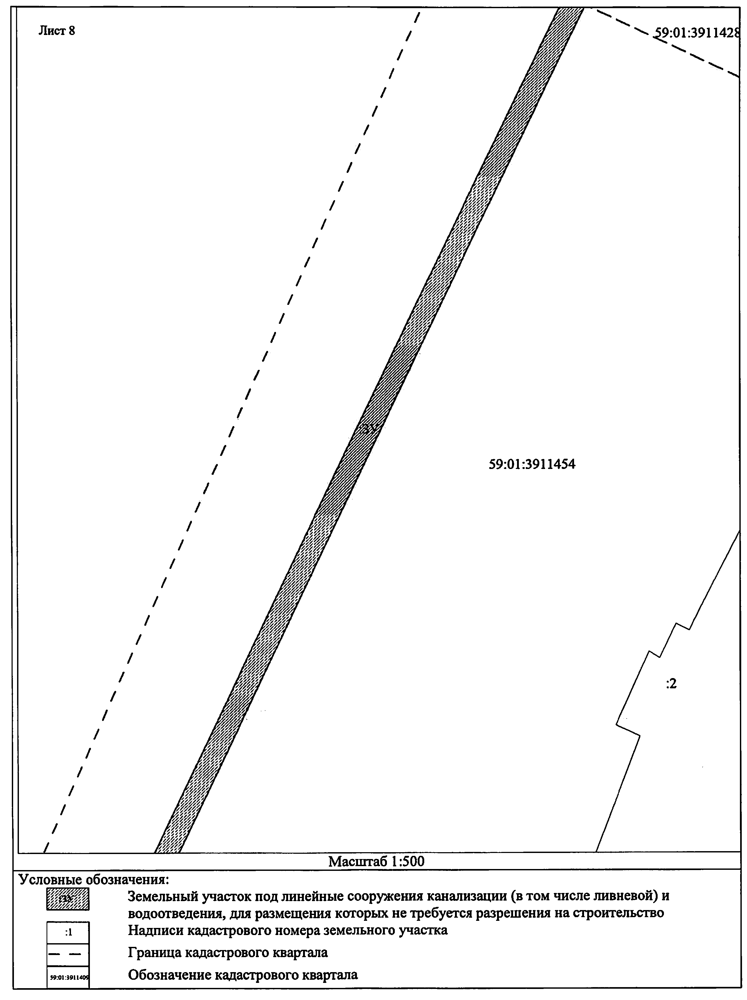 Лист 8
59:01:3911428
:ЗУ
59:01:3911454
:2
Масштаб 1:500
Условные обозначения:
:ЗУ
Земельный участок под линейные сооружения канализации (в том числе ливневой) и
водоотведения, для размещения которых не требуется разрешения на строительство
:1
Надписи кадастрового номера земельного участка
Граница кадастрового квартала
59:01:3911409
Обозначение кадастрового квартала